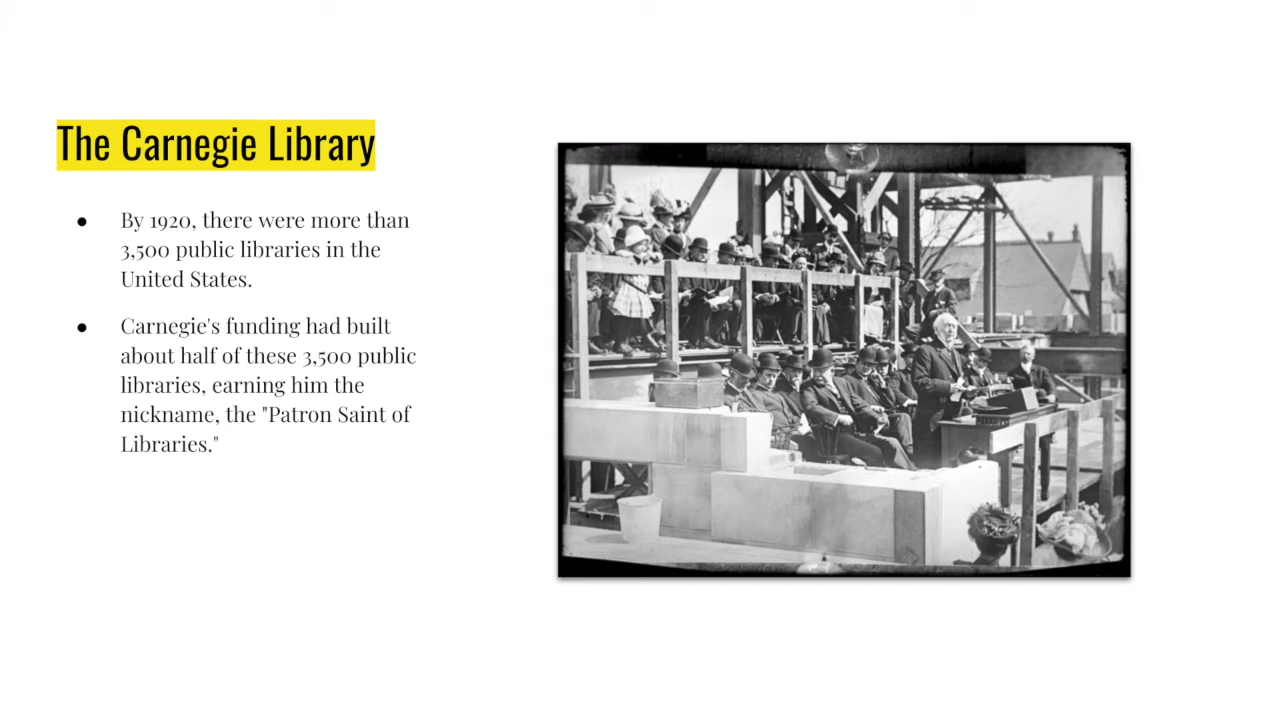 The Carnegie Library
● By 1920, there were more than
3,500 public libraries in the
United States.
● Carnegie's funding had built
about half of these 3,500 public
libraries, earning him the
nickname, the "Patron Saint of
Libraries."